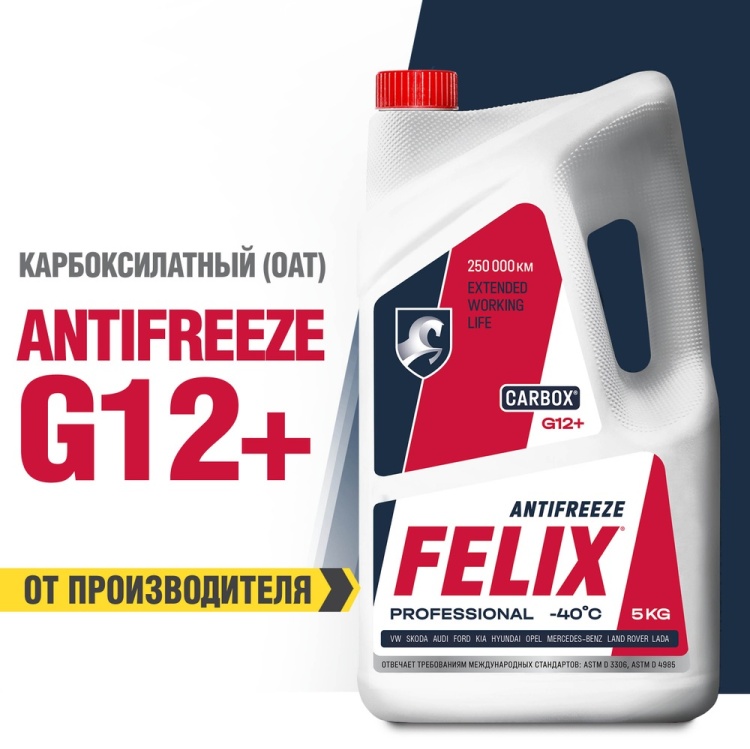 КАРБОКСИЛАТНЫЙ (ОАТ)
ANTIFREEZE
G12+
ОТ ПРОИЗВОДИТЕЛЯ
250 000 КМ
EXTENDED
WORKING
LIFE
CARBOX®
G12+
ANTIFREEZE
FELIX®
PROFESSIONAL -40°C 5 KG
VW SKODA AUDI FORD KIA HYUNDAI OPEL MERCEDES-BENZ LAND ROVER LADA
ОТВЕЧАЕТ ТРЕБОВАНИЯМ МЕЖДУНАРОДНЫХ СТАНДАРТОВ: ASTM D 3306, ASTM D 4985